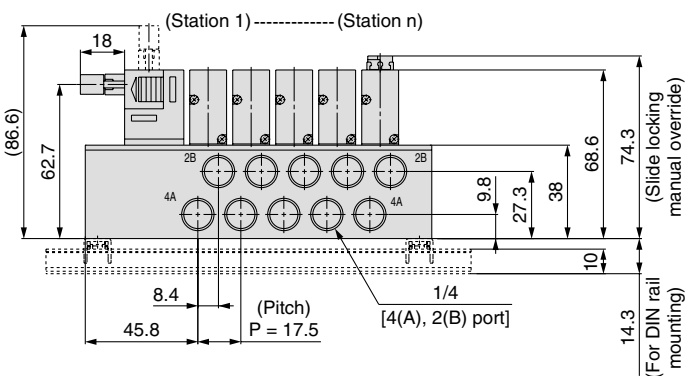 (Station 1) ------------- (Station n)
18
(86.6)
62.7
2B
2B
4A
4A
9.8
27.3
38
68.6
74.3
(Slide locking
manual override)
10
14.3
(For DIN rail
mounting)
8.4
(Pitch)
P = 17.5
45.8
1/4
[4(A), 2(B) port]